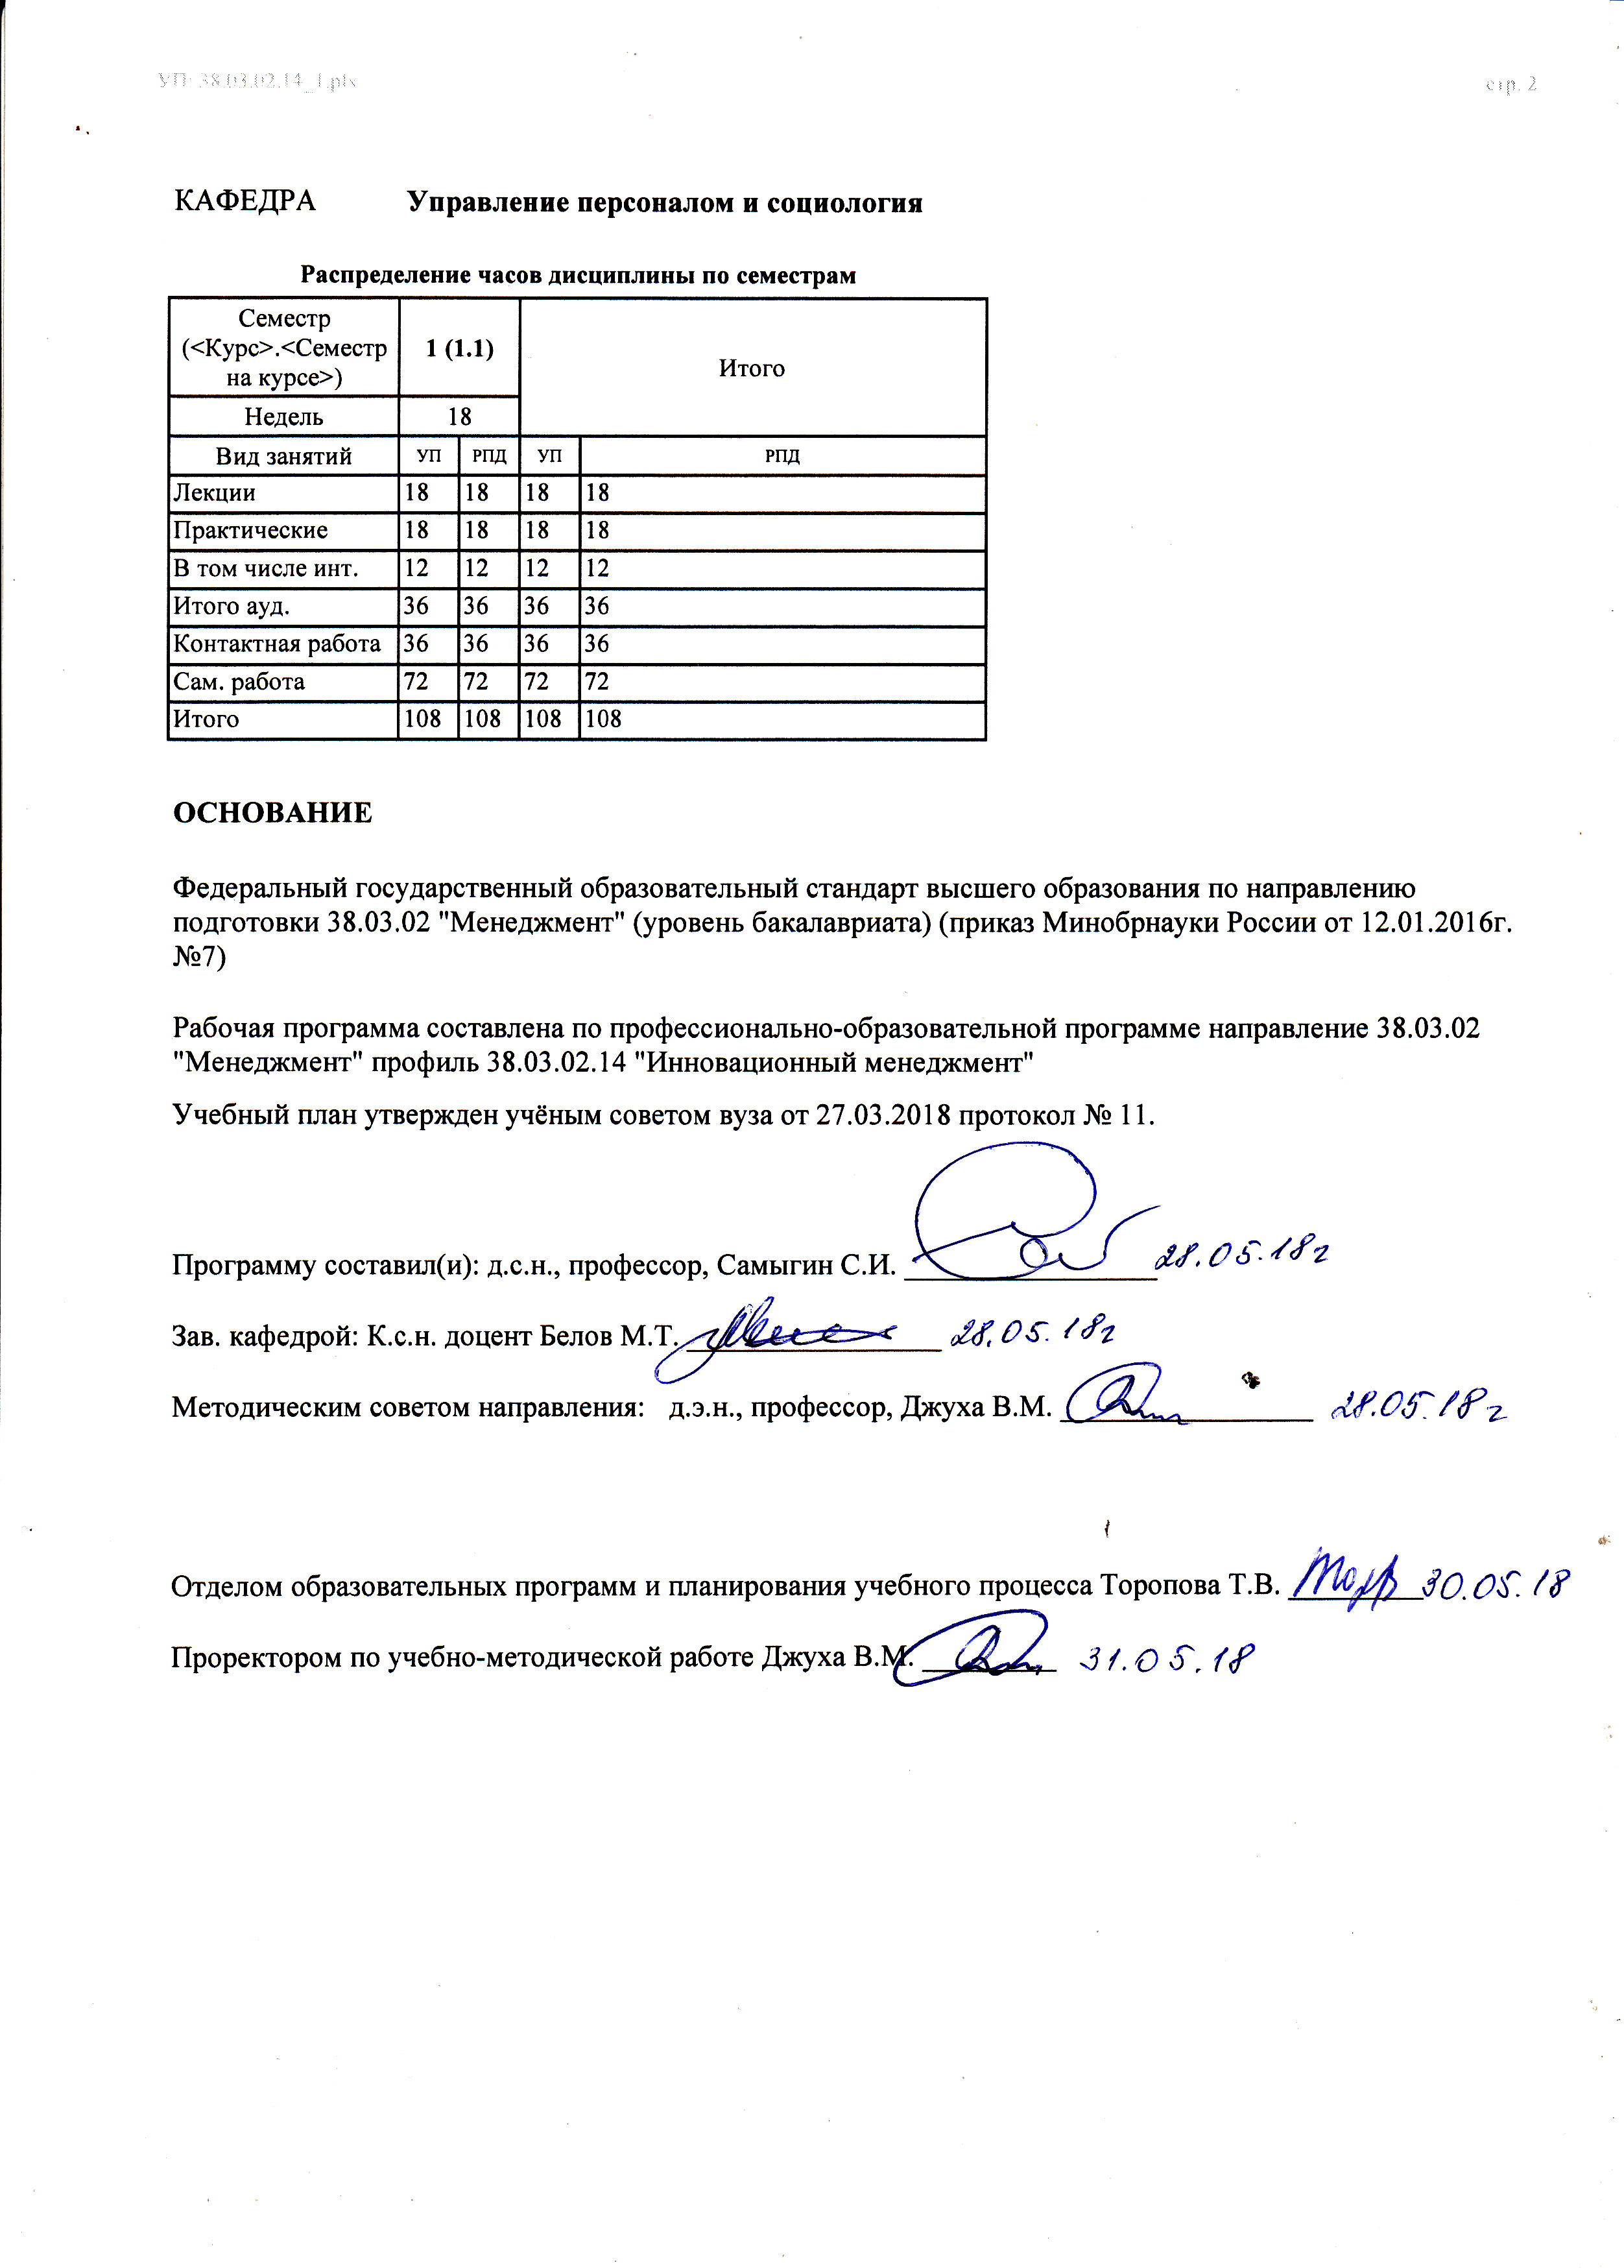 УП: 38.03.02.14_1.plx стр. 2
КАФЕДРА Управление персоналом и социология
Распределение часов дисциплины по семестрам
Семестр
(<Курс>.<Семестр
на курсе>) 1 (1.1) Итого
Недель 18
Вид занятий УП РПД УП РПД
Лекции 18 18 18 18
Практические 18 18 18 18
В том числе инт. 12 12 12 12
Итого ауд. 36 36 36 36
Контактная работа 36 36 36 36
Сам. работа 72 72 72 72
Итого 108 108 108 108
ОСНОВАНИЕ
Федеральный государственный образовательный стандарт высшего образования по направлению
подготовки 38.03.02 "Менеджмент" (уровень бакалавриата) (приказ Минобрнауки России от 12.01.2016г.
№7)
Рабочая программа составлена по профессионально-образовательной программе направление 38.03.02
"Менеджмент" профиль 38.03.02.14 "Инновационный менеджмент"
Учебный план утвержден учёным советом вуза от 27.03.2018 протокол № 11.
Программу составил(и): д.с.н., профессор, Самыгин С.И. 28.05.18г
Зав. кафедрой: К.с.н. доцент Белов М.Т. 28.05.18г
Методическим советом направления: д.э.н., профессор, Джуха В.М. 28.05.18г
Отделом образовательных программ и планирования учебного процесса Торопова Т.В. 30.05.18
Проректором по учебно-методической работе Джуха В.М. 31.05.18